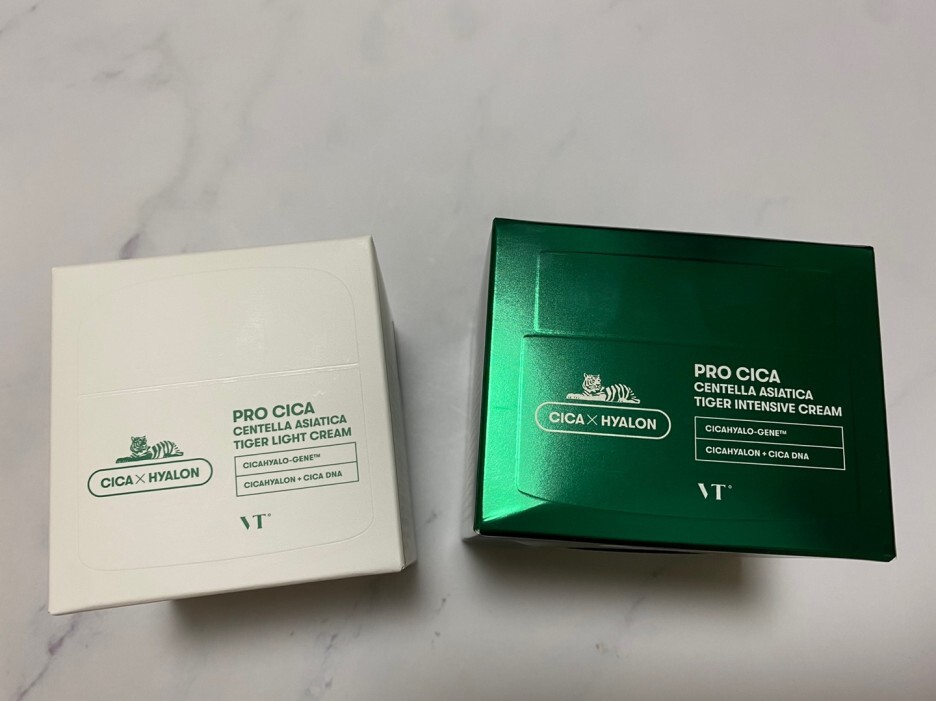 PRO CICA
CENTELLA ASIATICA
TIGER LIGHT CREAM
CICA×HYALON
CICAHYALO-GENE™
CICAHYALON + CICA DNA
VT®
PRO CICA
CENTELLA ASIATICA
TIGER INTENSIVE CREAM
CICA×HYALON
CICAHYALO-GENE™
CICAHYALON + CICA DNA
VT®